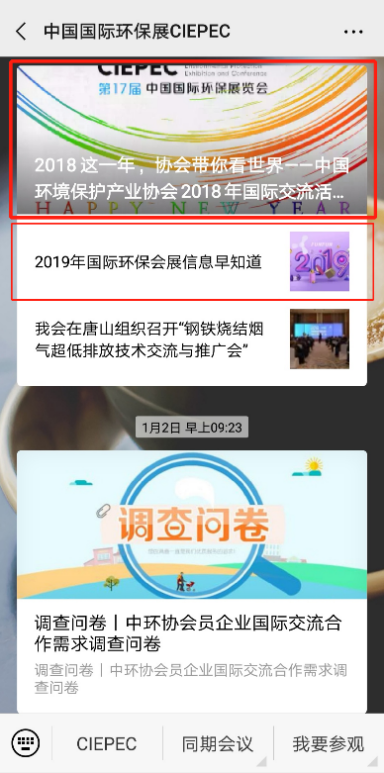 中国国际环保展CIEPEC
CIEPEC
Exhibition and Conference
第17届 中国国际环保展览会
2018 这一年，协会带你看世界——中国
环境保护产业协会 2018 年国际交流活...
HAPPY NEW YEAR
2019年国际环保会展信息早知道
2019
我会在唐山组织召开“钢铁烧结烟
气超低排放技术交流与推广会”
1月2日 早上09:23
调查问卷
调查问卷丨中环协会员企业国际交流合
作需求调查问卷
调查问卷丨中环协会员企业国际交流合作需求调
查问卷
CIEPEC
同期会议
我要参观